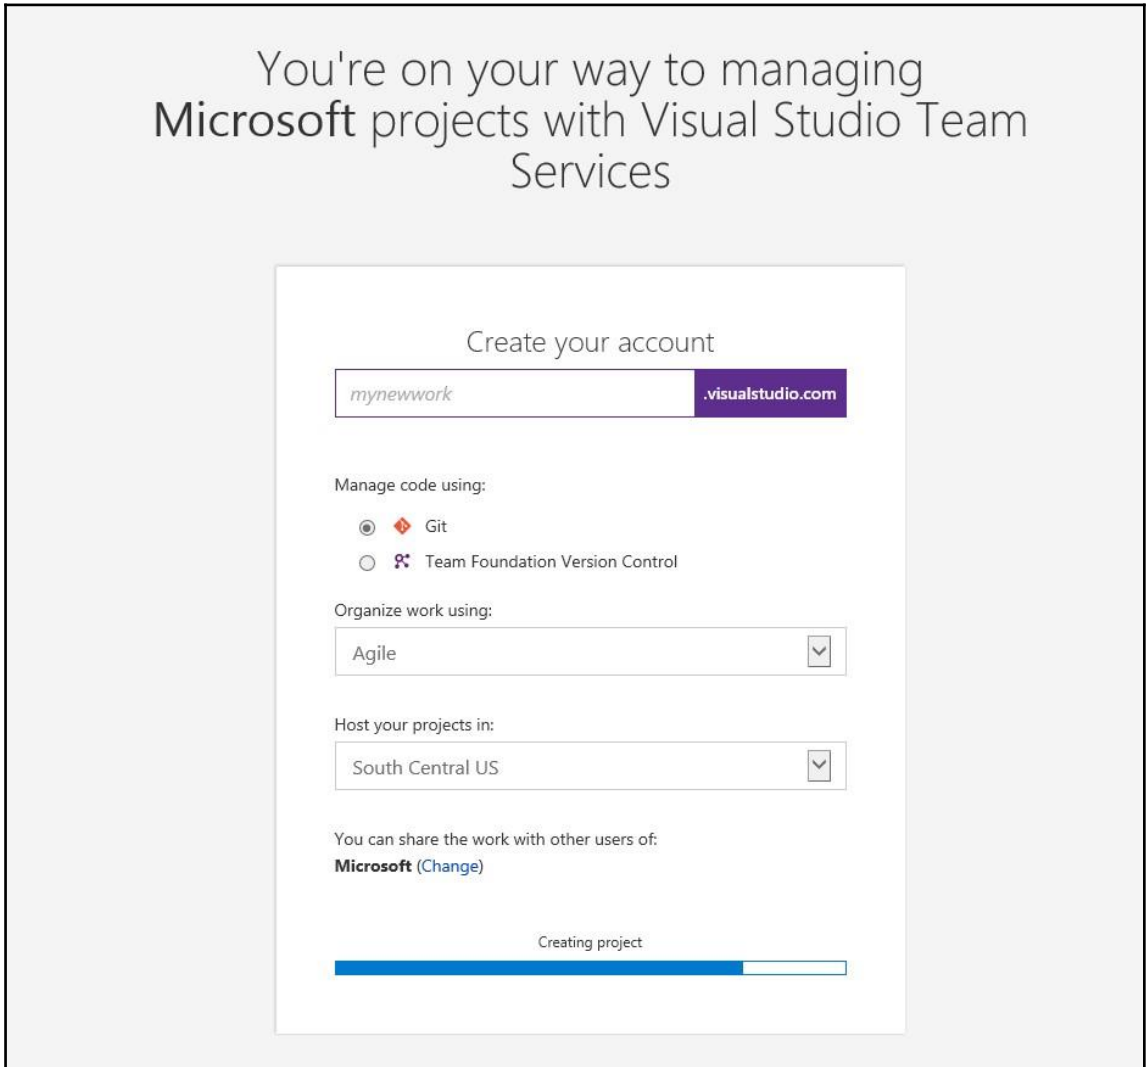 You're on your way to managing
Microsoft projects with Visual Studio Team
Services
Create your account
mynewwork .visualstudio.com
Manage code using:
Git
Team Foundation Version Control
Organize work using:
Agile
Host your projects in:
South Central US
You can share the work with other users of:
Microsoft (Change)
Creating project